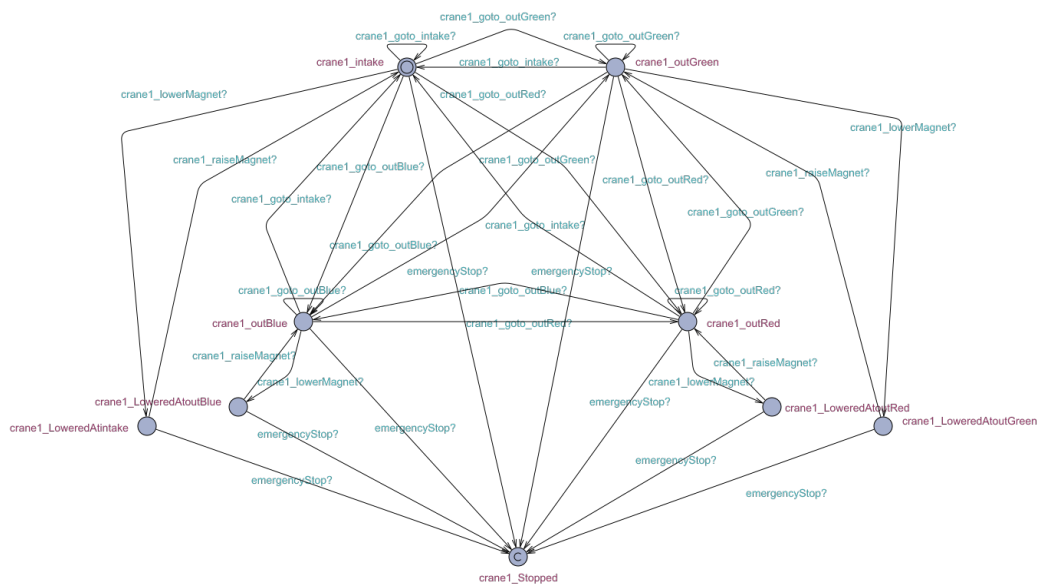 crane1_goto_outGreen?
crane1_goto_intake?
crane1_goto_outGreen?
crane1_intake
crane1_goto_intake?
crane1_outGreen
crane1_lowerMagnet?
crane1_goto_outRed?
crane1_lowerMagnet?
crane1_raiseMagnet?
crane1_goto_outBlue?
crane1_goto_outGreen?
crane1_goto_outRed?
crane1_raiseMagnet?
crane1_goto_intake?
crane1_goto_outGreen?
crane1_goto_intake?
crane1_goto_outBlue?
emergencyStop?
emergencyStop?
crane1_goto_outBlue?
crane1_goto_outBlue?
crane1_goto_outRed?
crane1_outBlue
crane1_goto_outRed?
crane1_outRed
crane1_raiseMagnet?
crane1_raiseMagnet?
crane1_lowerMagnet?
crane1_lowerMagnet?
crane1_LoweredAtoutBlue
emergencyStop?
crane1_LoweredAtoutRed
crane1_LoweredAtintake
emergencyStop?
emergencyStop?
crane1_LoweredAtoutGreen
emergencyStop?
emergencyStop?
emergencyStop?
C
crane1_Stopped